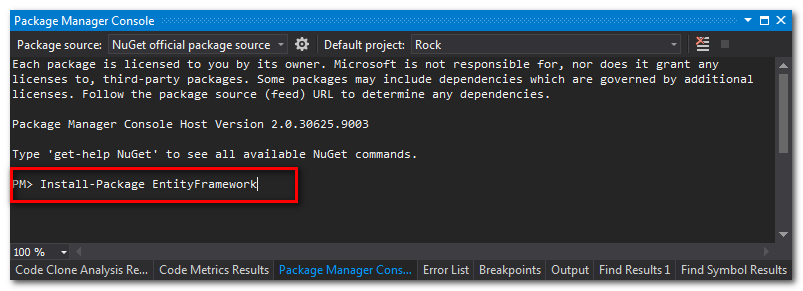 Package Manager Console
Package source: NuGet official package source Default project: Rock
Each package is licensed to you by its owner. Microsoft is not responsible for, nor does it grant any
licenses to, third-party packages. Some packages may include dependencies which are governed by additional
licenses. Follow the package source (feed) URL to determine any dependencies.
Package Manager Console Host Version 2.0.30625.9003
Type 'get-help NuGet' to see all available NuGet commands.
PM> Install-Package EntityFramework
100 %
Code Clone Analysis Re... Code Metrics Results Package Manager Cons... Error List Breakpoints Output Find Results 1 Find Symbol Results